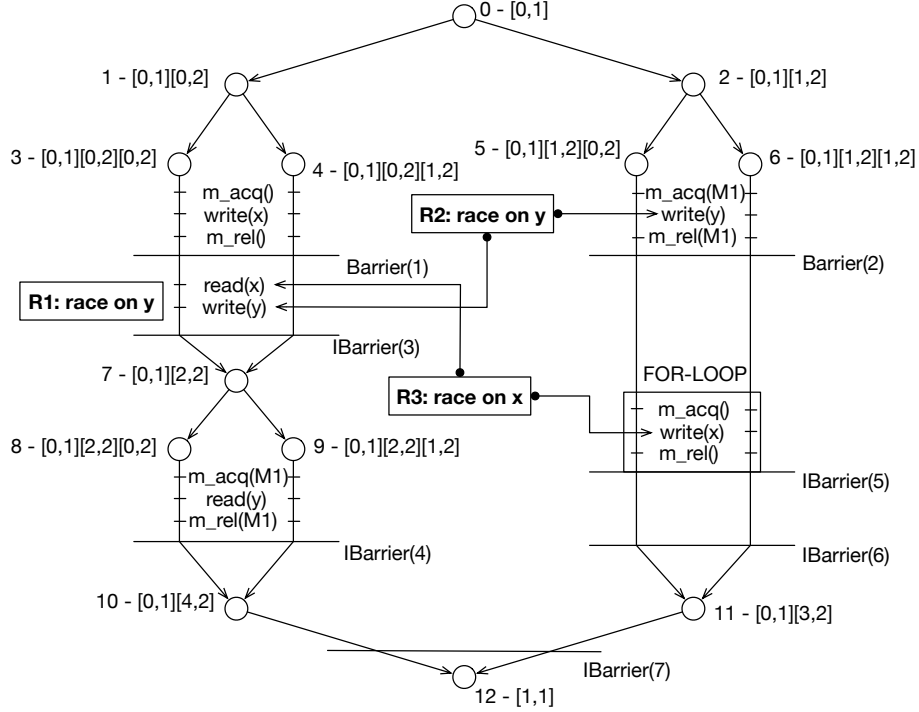 0 - [0,1]
1 - [0,1][0,2]
2 - [0,1][1,2]
3 - [0,1][0,2][0,2]
4 - [0,1][0,2][1,2]
5 - [0,1][1,2][0,2]
6 - [0,1][1,2][1,2]
m_acq()
write(x)
m_rel()
R2: race on y
m_acq(M1)
write(y)
m_rel(M1)
Barrier(1)
Barrier(2)
R1: race on y
read(x)
write(y)
IBarrier(3)
7 - [0,1][2,2]
R3: race on x
FOR-LOOP
m_acq()
write(x)
m_rel()
8 - [0,1][2,2][0,2]
9 - [0,1][2,2][1,2]
m_acq(M1)
read(y)
m_rel(M1)
IBarrier(5)
IBarrier(4)
IBarrier(6)
10 - [0,1][4,2]
11 - [0,1][3,2]
IBarrier(7)
12 - [1,1]